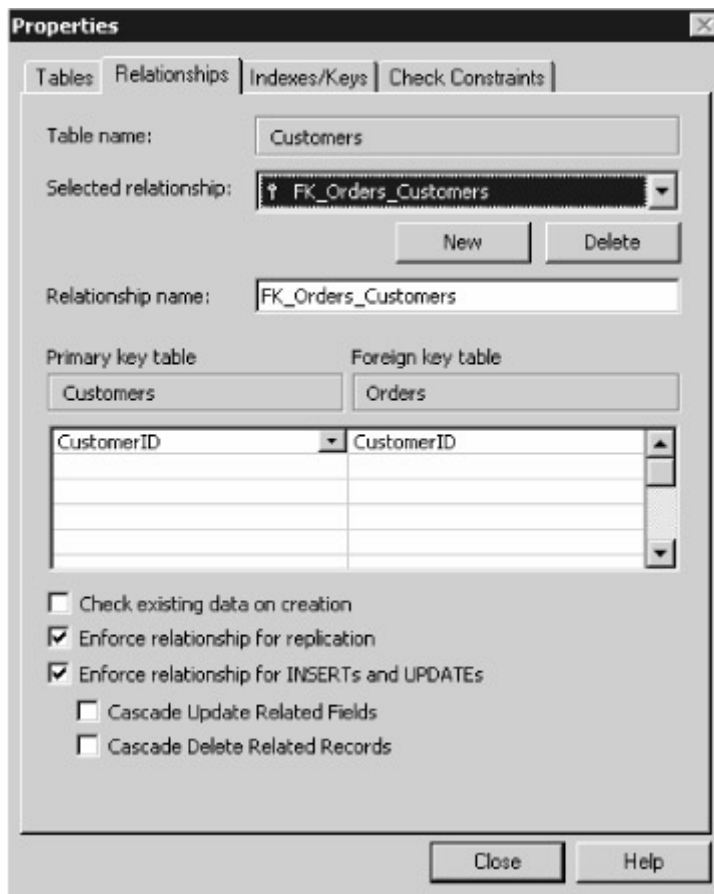 Properties
Tables Relationships Indexes/Keys Check Constraints
Table name: Customers
Selected relationship: FK_Orders_Customers
New Delete
Relationship name: FK_Orders_Customers
Primary key table Foreign key table
Customers Orders
CustomerID CustomerID
Check existing data on creation
Enforce relationship for replication
Enforce relationship for INSERTs and UPDATEs
Cascade Update Related Fields
Cascade Delete Related Records
Close Help